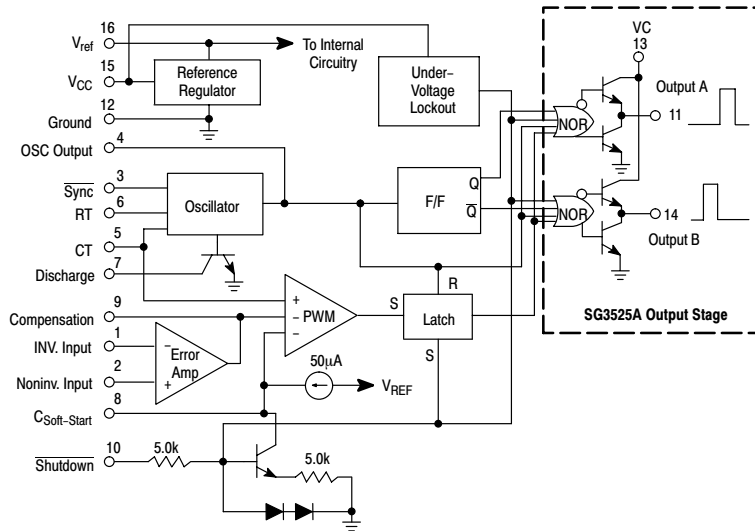 16
Vref
To Internal
Circuitry
15
VCC
Reference
Regulator
Under–
Voltage
Lockout
12
Ground
4
OSC Output
3
Sync
6
RT
5
CT
7
Discharge
Oscillator
F/F
Q
Q
VC
13
NOR
Output A
11
NOR
14
Output B
SG3525A Output Stage
9
Compensation
1
INV. Input
2
Noninv. Input
8
CSoft–Start
Error
Amp
–
+
+
–
–
PWM
S
R
Latch
S
50μA
VREF
10
Shutdown
5.0k
5.0k